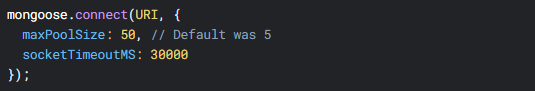 mongoose.connect(URI, {
  maxPoolSize: 50, // Default was 5
  socketTimeoutMS: 30000
});